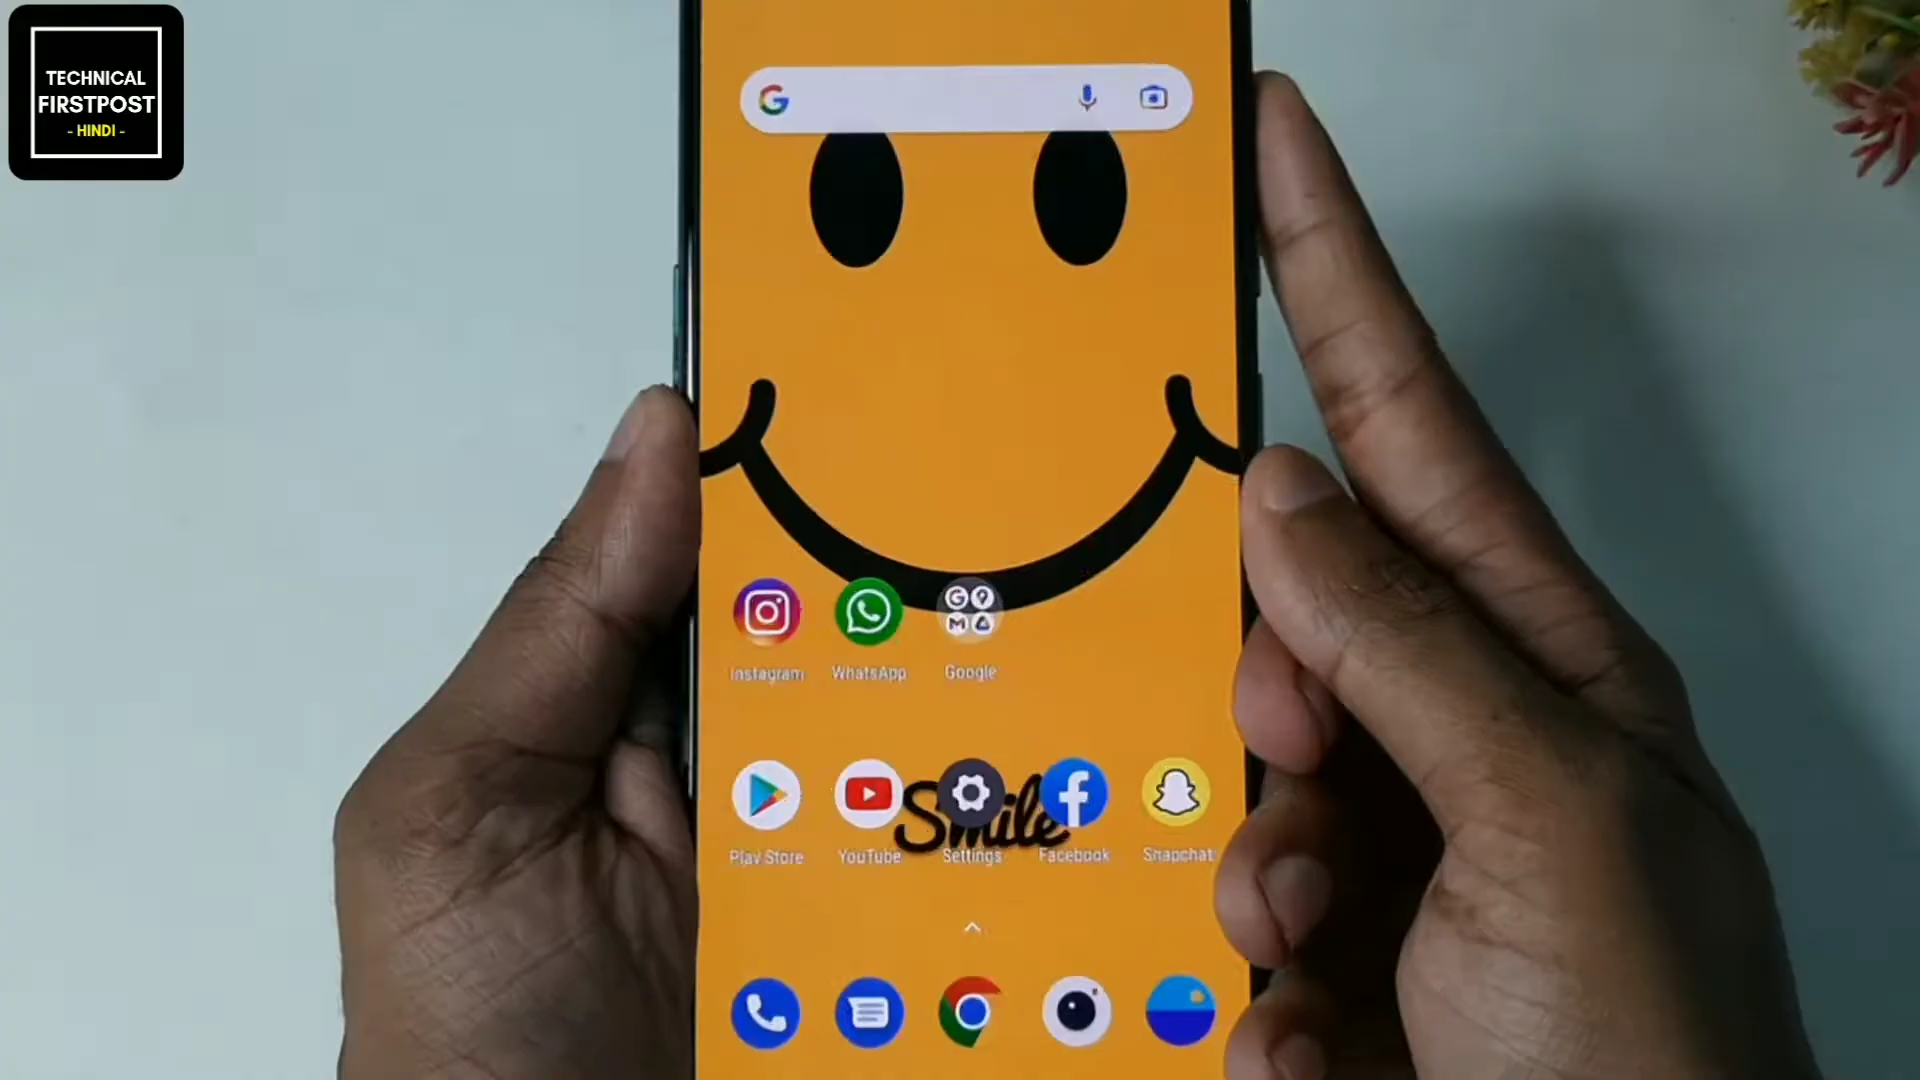 TECHNICAL
FIRSTPOST
- HINDI -
Instagram WhatsApp Google
Smile
Play Store YouTube Settings Facebook Snapchat